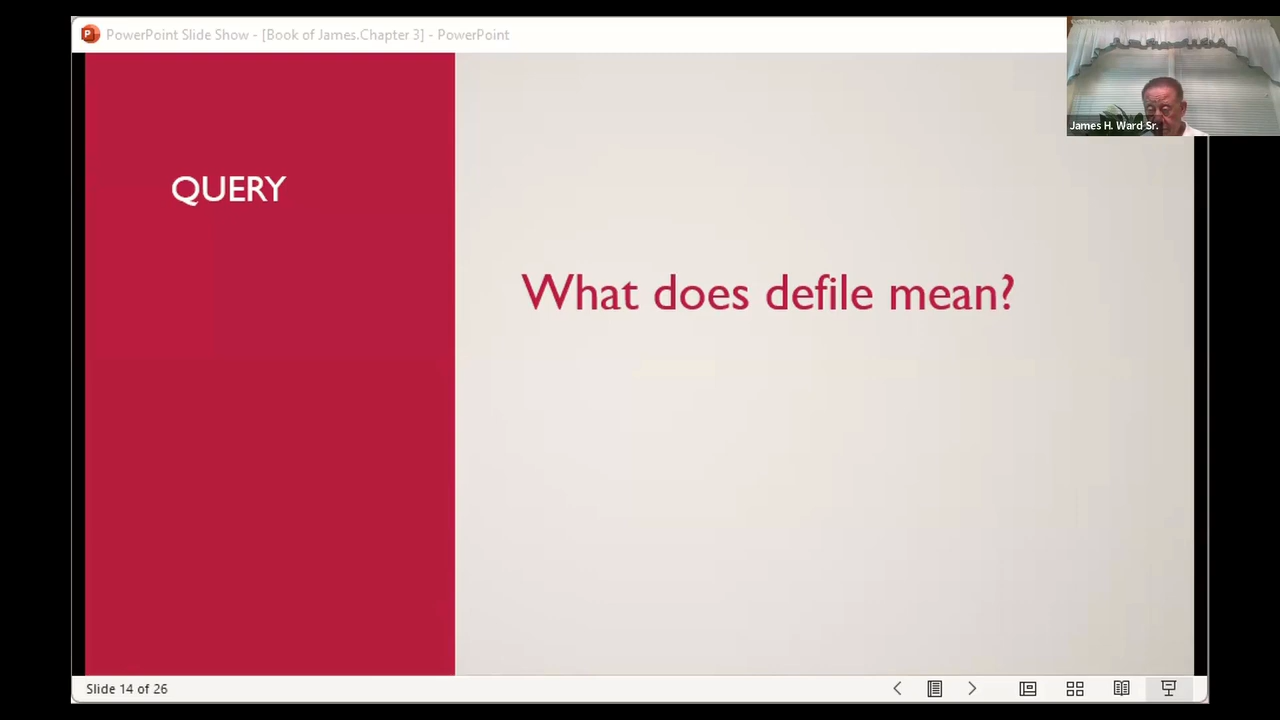 PowerPoint Slide Show - [Book of James.Chapter 3] - PowerPoint
James H. Ward Sr.
QUERY
What does defile mean?
Slide 14 of 26